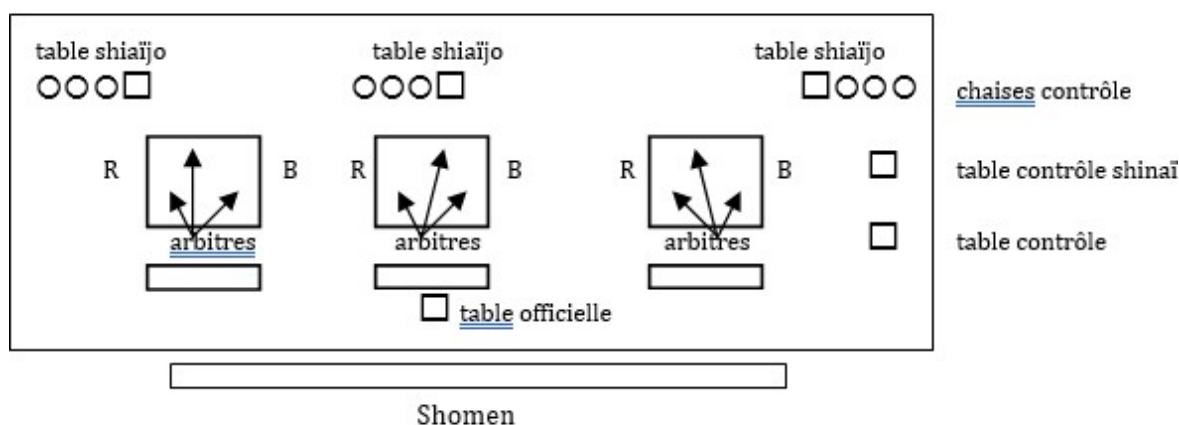 table shiaïjo table shiaïjo table shiaïjo
chaises contrôle
R B R B R B table contrôle shinaï
arbitres arbitres arbitres table contrôle
table officielle
Shomen